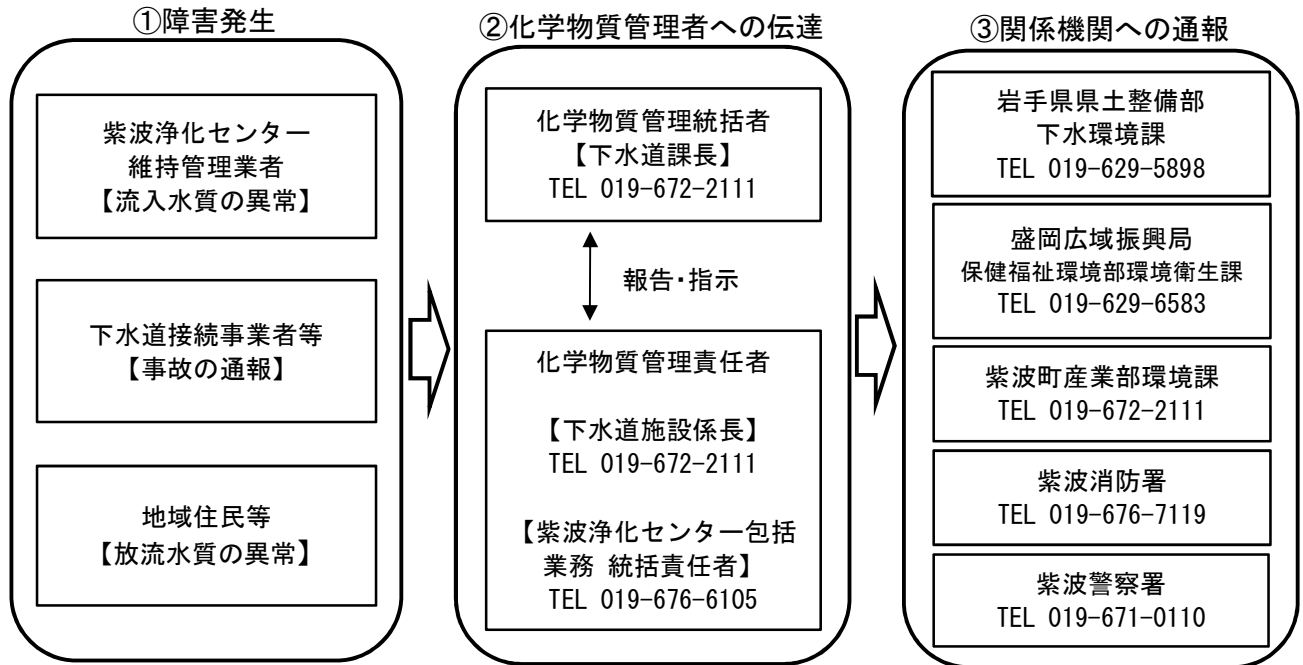 ①障害発生
紫波浄化センター
維持管理業者
【流入水質の異常】
下水道接続事業者等
【事故の通報】
地域住民等
【放流水質の異常】
②化学物質管理者への伝達
化学物質管理統括者
【下水道課長】
TEL 019-672-2111
報告・指示
化学物質管理責任者
【下水道施設係長】
TEL 019-672-2111
【紫波浄化センター包括
業務 統括責任者】
TEL 019-676-6105
③関係機関への通報
岩手県県土整備部
下水環境課
TEL 019-629-5898
盛岡広域振興局
保健福祉環境部環境衛生課
TEL 019-629-6583
紫波町産業部環境課
TEL 019-672-2111
紫波消防署
TEL 019-676-7119
紫波警察署
TEL 019-671-0110